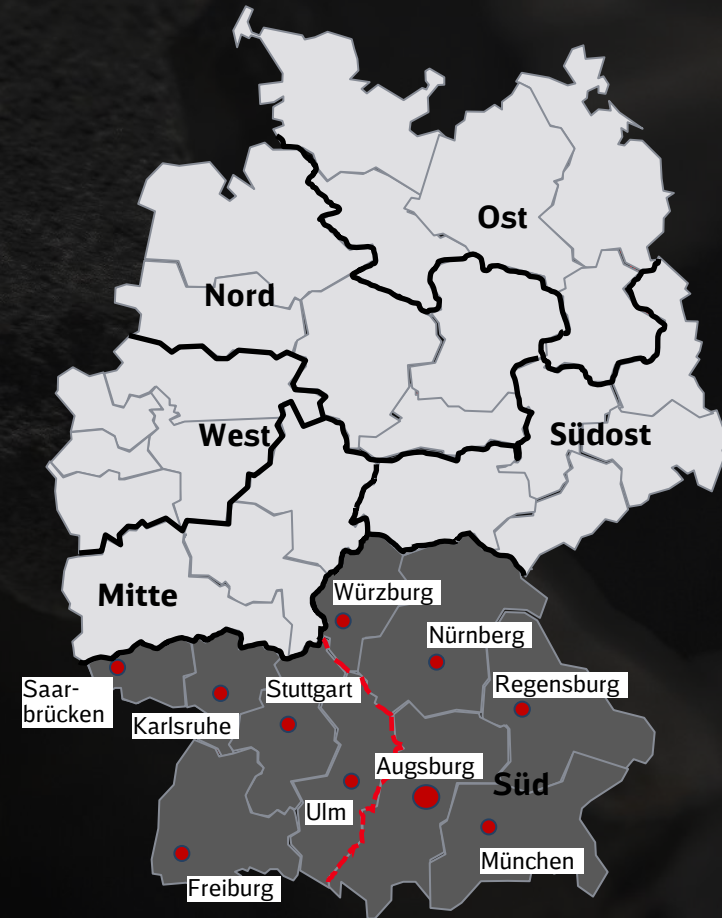 Ost
Nord
West
Südost
Mitte
Würzburg
Nürnberg
Saar-
brücken
Stuttgart
Regensburg
Karlsruhe
Augsburg
Süd
Ulm
München
Freiburg